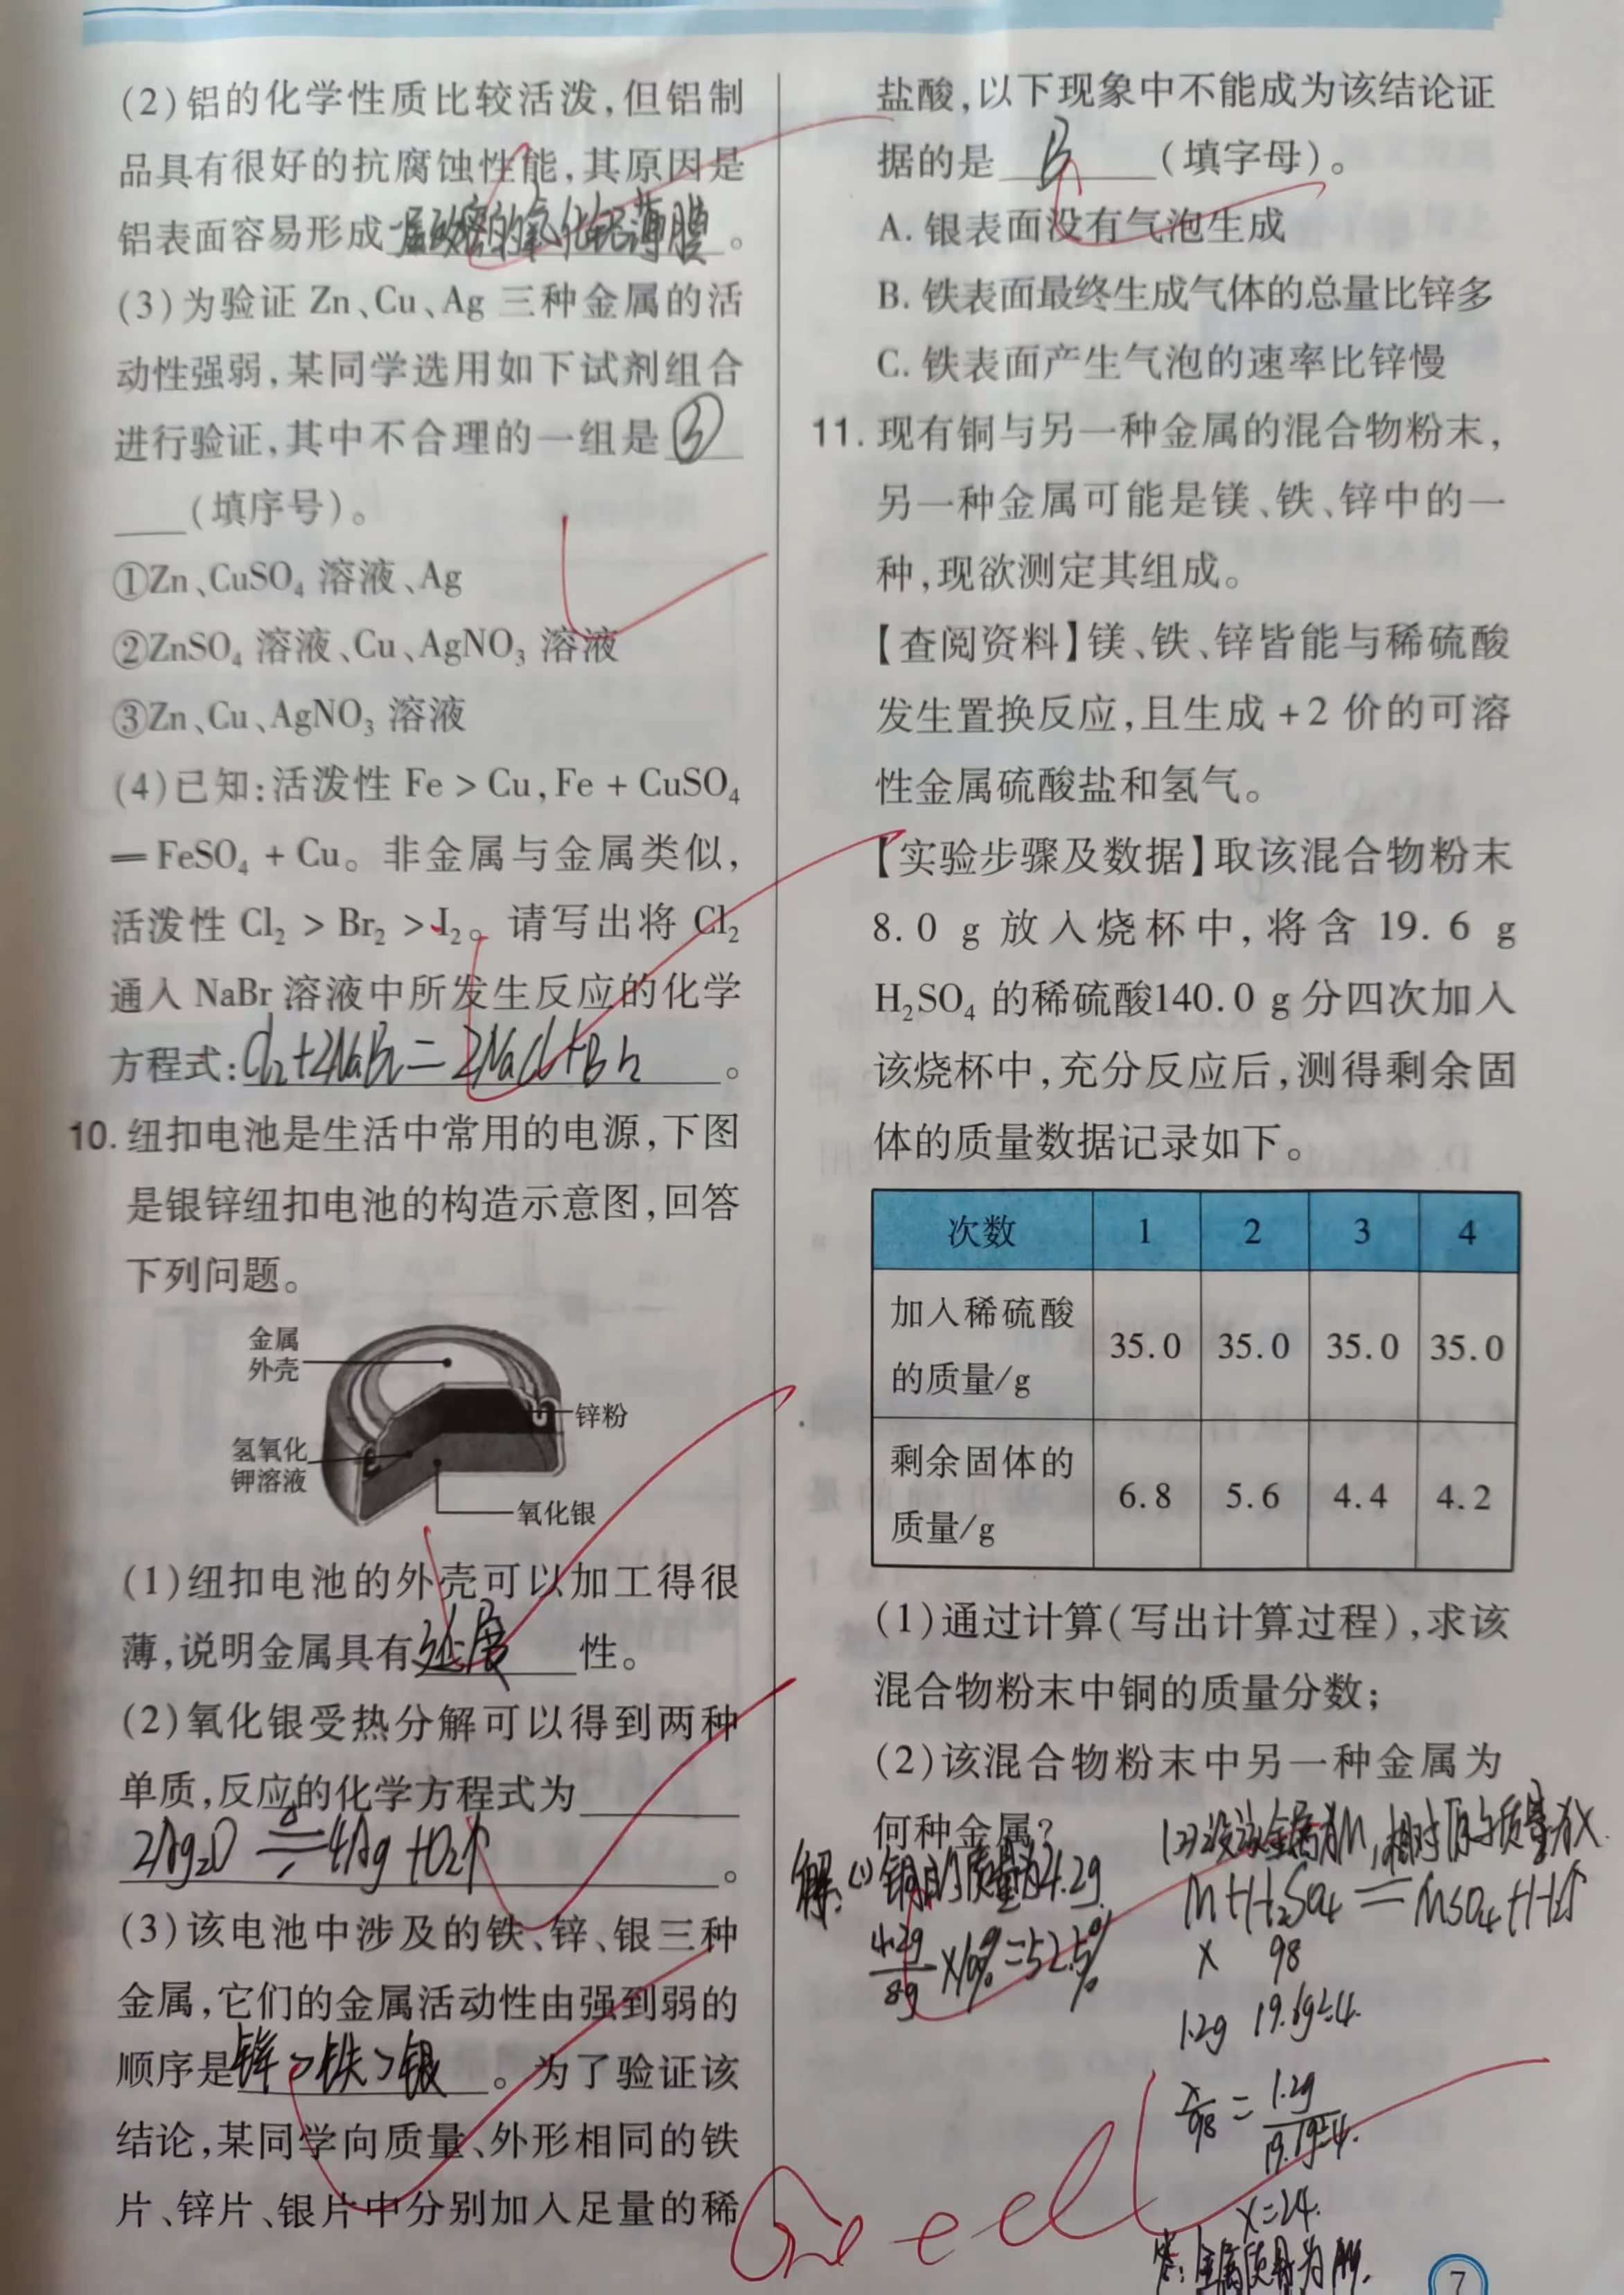 (2)铝的化学性质比较活泼,但铝制
品具有很好的抗腐蚀性能,其原因是
铝表面容易形成一层致密的氧化铝薄膜。
(3)为验证 Zn、Cu、Ag 三种金属的活
动性强弱,某同学选用如下试剂组合
进行验证,其中不合理的一组是③
(填序号)。
①Zn、CuSO₄ 溶液、Ag
②ZnSO₄ 溶液、Cu、AgNO₃ 溶液
③Zn、Cu、AgNO₃ 溶液
(4)已知:活泼性 Fe > Cu,Fe + CuSO₄
═ FeSO₄ + Cu。非金属与金属类似,
活泼性 Cl₂ > Br₂ > I₂。请写出将 Cl₂
通入 NaBr 溶液中所发生反应的化学
方程式:Cl₂+2NaBr=2NaCl+Br₂。
10. 纽扣电池是生活中常用的电源,下图
是银锌纽扣电池的构造示意图,回答
下列问题。
金属
外壳
锌粉
氢氧化
钾溶液
氧化银
(1)纽扣电池的外壳可以加工得很
薄,说明金属具有延展性。
(2)氧化银受热分解可以得到两种
单质,反应的化学方程式为
2Ag₂O ≜ 4Ag+O₂↑。
(3)该电池中涉及的铁、锌、银三种
金属,它们的金属活动性由强到弱的
顺序是锌>铁>银。为了验证该
结论,某同学向质量、外形相同的铁
片、锌片、银片中分别加入足量的稀
盐酸,以下现象中不能成为该结论证
据的是 B (填字母)。
A. 银表面没有气泡生成
B. 铁表面最终生成气体的总量比锌多
C. 铁表面产生气泡的速率比锌慢
11. 现有铜与另一种金属的混合物粉末,
另一种金属可能是镁、铁、锌中的一
种,现欲测定其组成。
【查阅资料】镁、铁、锌皆能与稀硫酸
发生置换反应,且生成 +2 价的可溶
性金属硫酸盐和氢气。
【实验步骤及数据】取该混合物粉末
8.0 g 放入烧杯中,将含 19.6 g
H₂SO₄ 的稀硫酸140.0 g 分四次加入
该烧杯中,充分反应后,测得剩余固
体的质量数据记录如下。
次数 1 2 3 4
加入稀硫酸的质量/g 35.0 35.0 35.0 35.0
剩余固体的质量/g 6.8 5.6 4.4 4.2
(1)通过计算(写出计算过程),求该
混合物粉末中铜的质量分数;
(2)该混合物粉末中另一种金属为
何种金属?
解:(1)铜的质量为4.2g
4.2g/8g×100%=52.5%
(2)设该金属为M,相对原子质量为X.
M+H₂SO₄=MSO₄+H₂↑
X 98
1.2g 19.6g÷4.
X/98=1.2g/19.6g÷4.
X=24.
答:金属质量为Mg.
Good
7